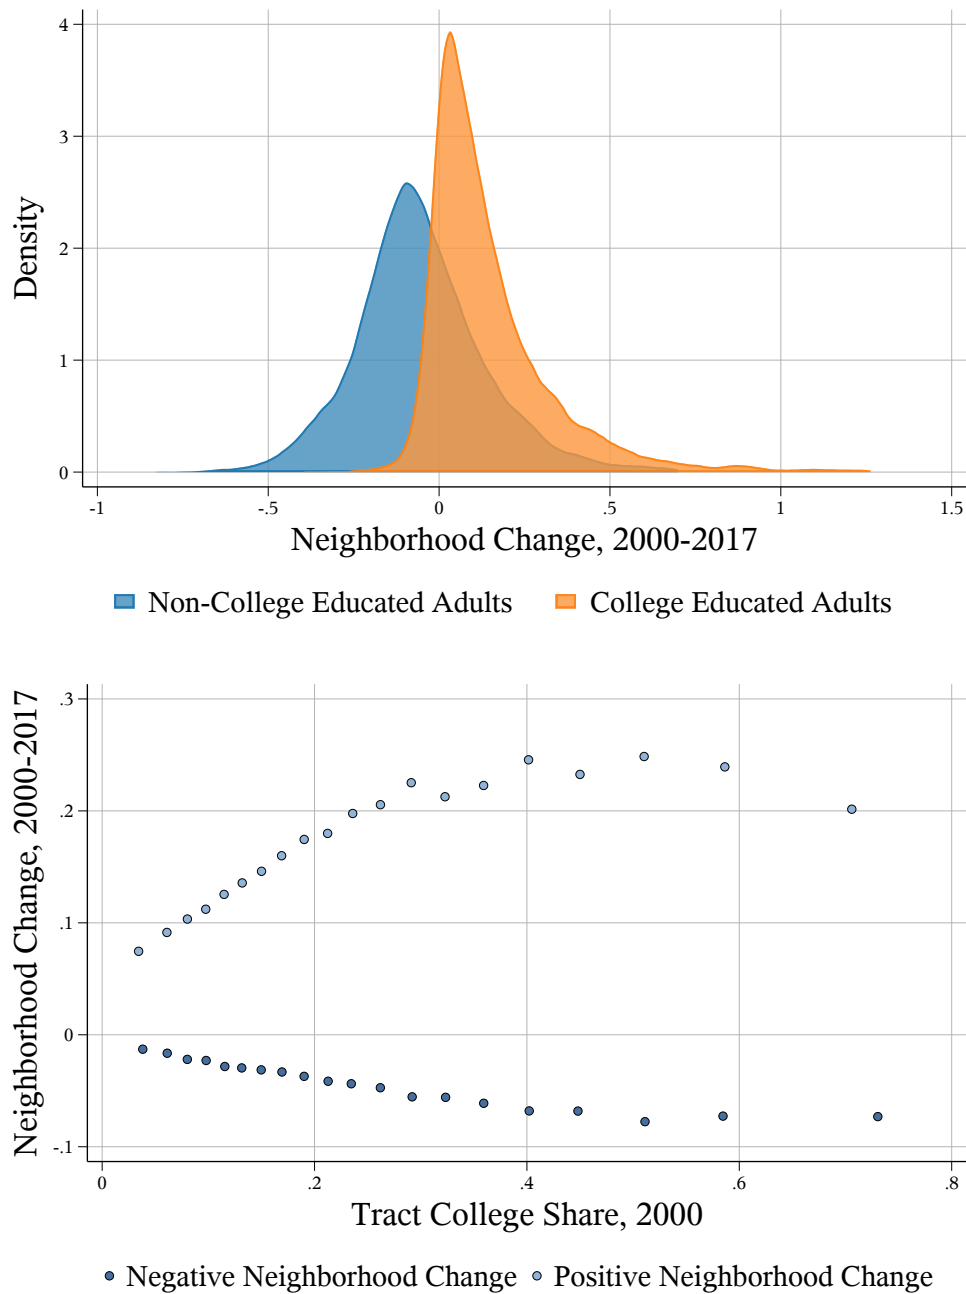 4
3
2
1
0
Density
-1
-.5
0
.5
1
1.5
Neighborhood Change, 2000-2017
Non-College Educated Adults
College Educated Adults
.3
.2
.1
0
-.1
Neighborhood Change, 2000-2017
0
.2
.4
.6
.8
Tract College Share, 2000
Negative Neighborhood Change
Positive Neighborhood Change